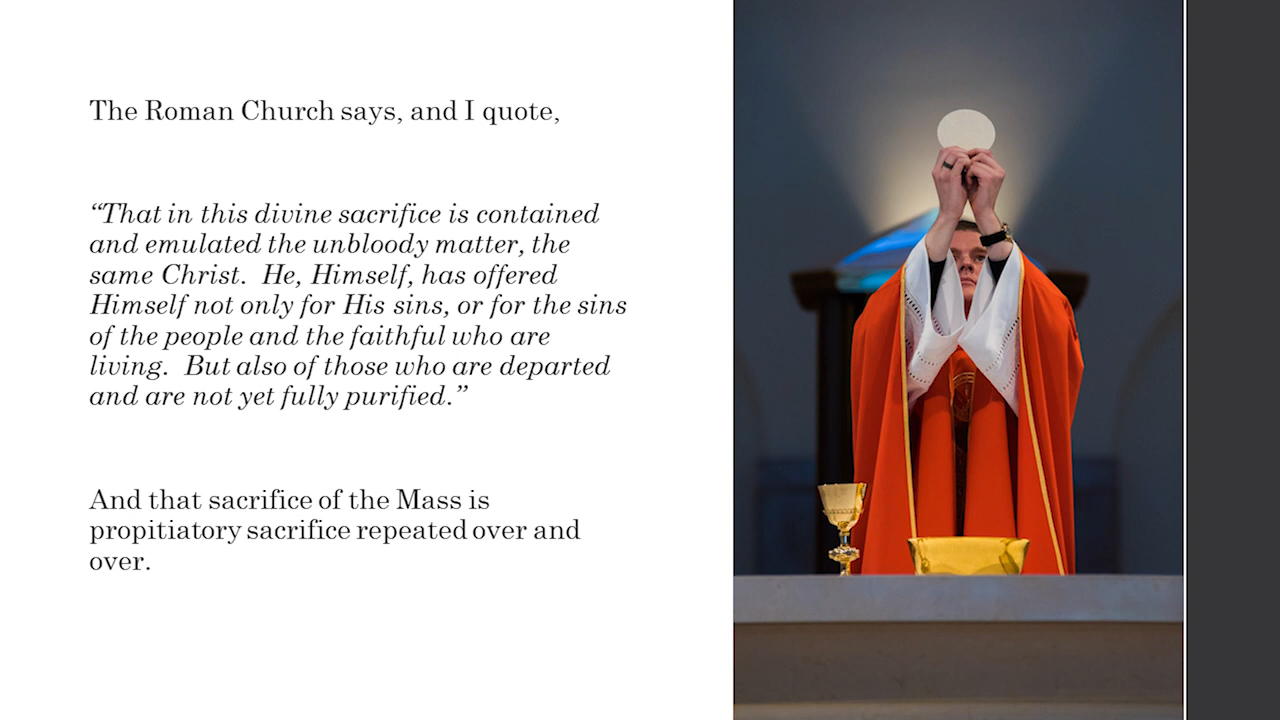 The Roman Church says, and I quote,
“That in this divine sacrifice is contained
and emulated the unbloody matter, the
same Christ.  He, Himself, has offered
Himself not only for His sins, or for the sins
of the people and the faithful who are
living.  But also of those who are departed
and are not yet fully purified.”
And that sacrifice of the Mass is
propitiatory sacrifice repeated over and
over.